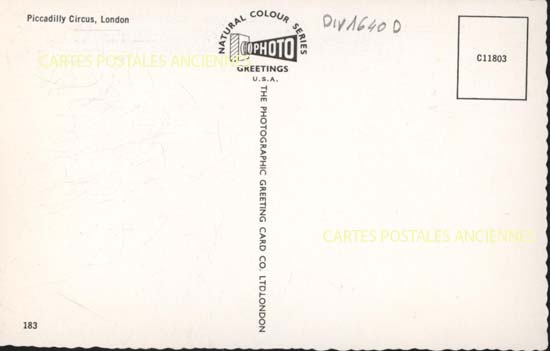 Piccadilly Circus, London
NATURAL COLOUR SERIES
PHOTO
GREETINGS
U.S.A.
THE PHOTOGRAPHIC GREETING CARD CO. LTD.LONDON
DIV1640 D
C11803
CARTES POSTALES ANCIENNES
CARTES POSTALES ANCIENNES
183